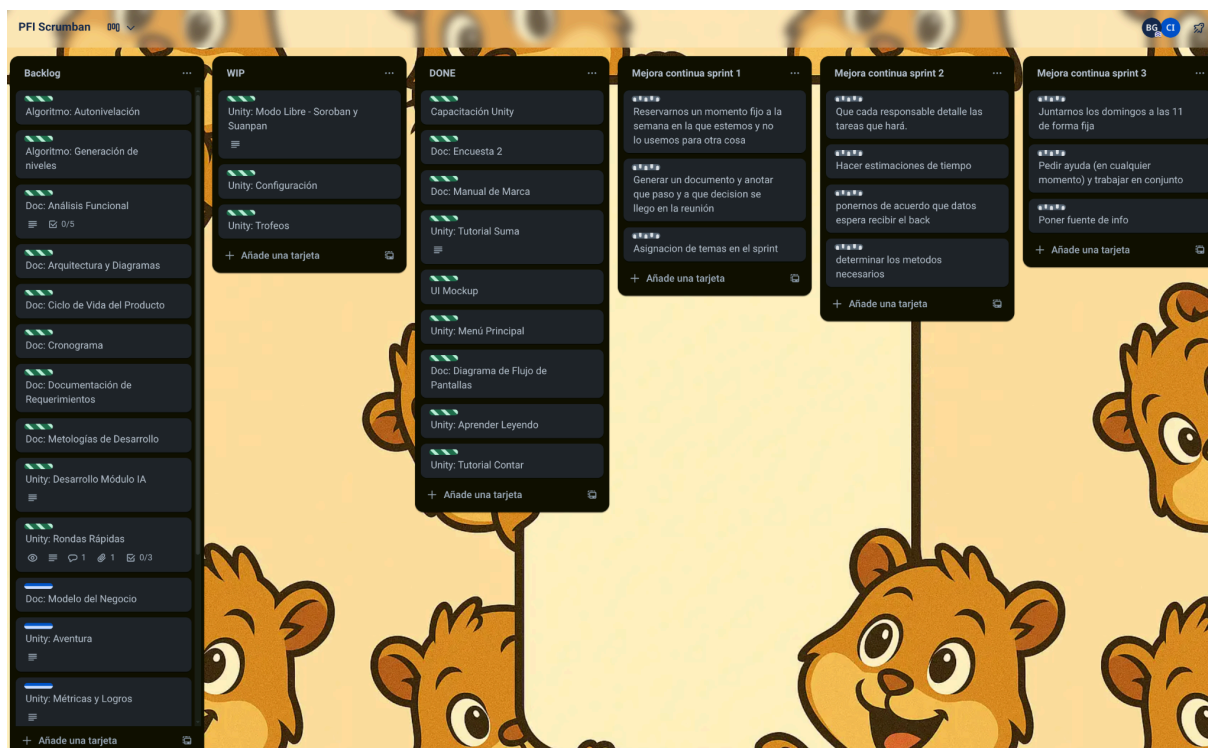 PFI Scrumban
BG
CI
Backlog
Algoritmo: Autonivelación
Algoritmo: Generación de
niveles
Doc: Análisis Funcional
0/5
Doc: Arquitectura y Diagramas
Doc: Ciclo de Vida del Producto
Doc: Cronograma
Doc: Documentación de
Requerimientos
Doc: Metologías de Desarrollo
Unity: Desarrollo Módulo IA
Unity: Rondas Rápidas
1
1
0/3
Doc: Modelo del Negocio
Unity: Aventura
Unity: Métricas y Logros
Añade una tarjeta
WIP
Unity: Modo Libre - Soroban y
Suanpan
Unity: Configuración
Unity: Trofeos
Añade una tarjeta
DONE
Capacitación Unity
Doc: Encuesta 2
Doc: Manual de Marca
Unity: Tutorial Suma
UI Mockup
Unity: Menú Principal
Doc: Diagrama de Flujo de
Pantallas
Unity: Aprender Leyendo
Unity: Tutorial Contar
Añade una tarjeta
Mejora continua sprint 1
Reservarnos un momento fijo a la
semana en la que estemos y no
lo usemos para otra cosa
Generar un documento y anotar
que paso y a que decision se
llego en la reunión
Asignacion de temas en el sprint
Añade una tarjeta
Mejora continua sprint 2
Que cada responsable detalle las
tareas que hará.
Hacer estimaciones de tiempo
ponernos de acuerdo que datos
espera recibir el back
determinar los metodos
necesarios
Añade una tarjeta
Mejora continua sprint 3
Juntarnos los domingos a las 11
de forma fija
Pedir ayuda (en cualquier
momento) y trabajar en conjunto
Poner fuente de info
Añade una tarjeta